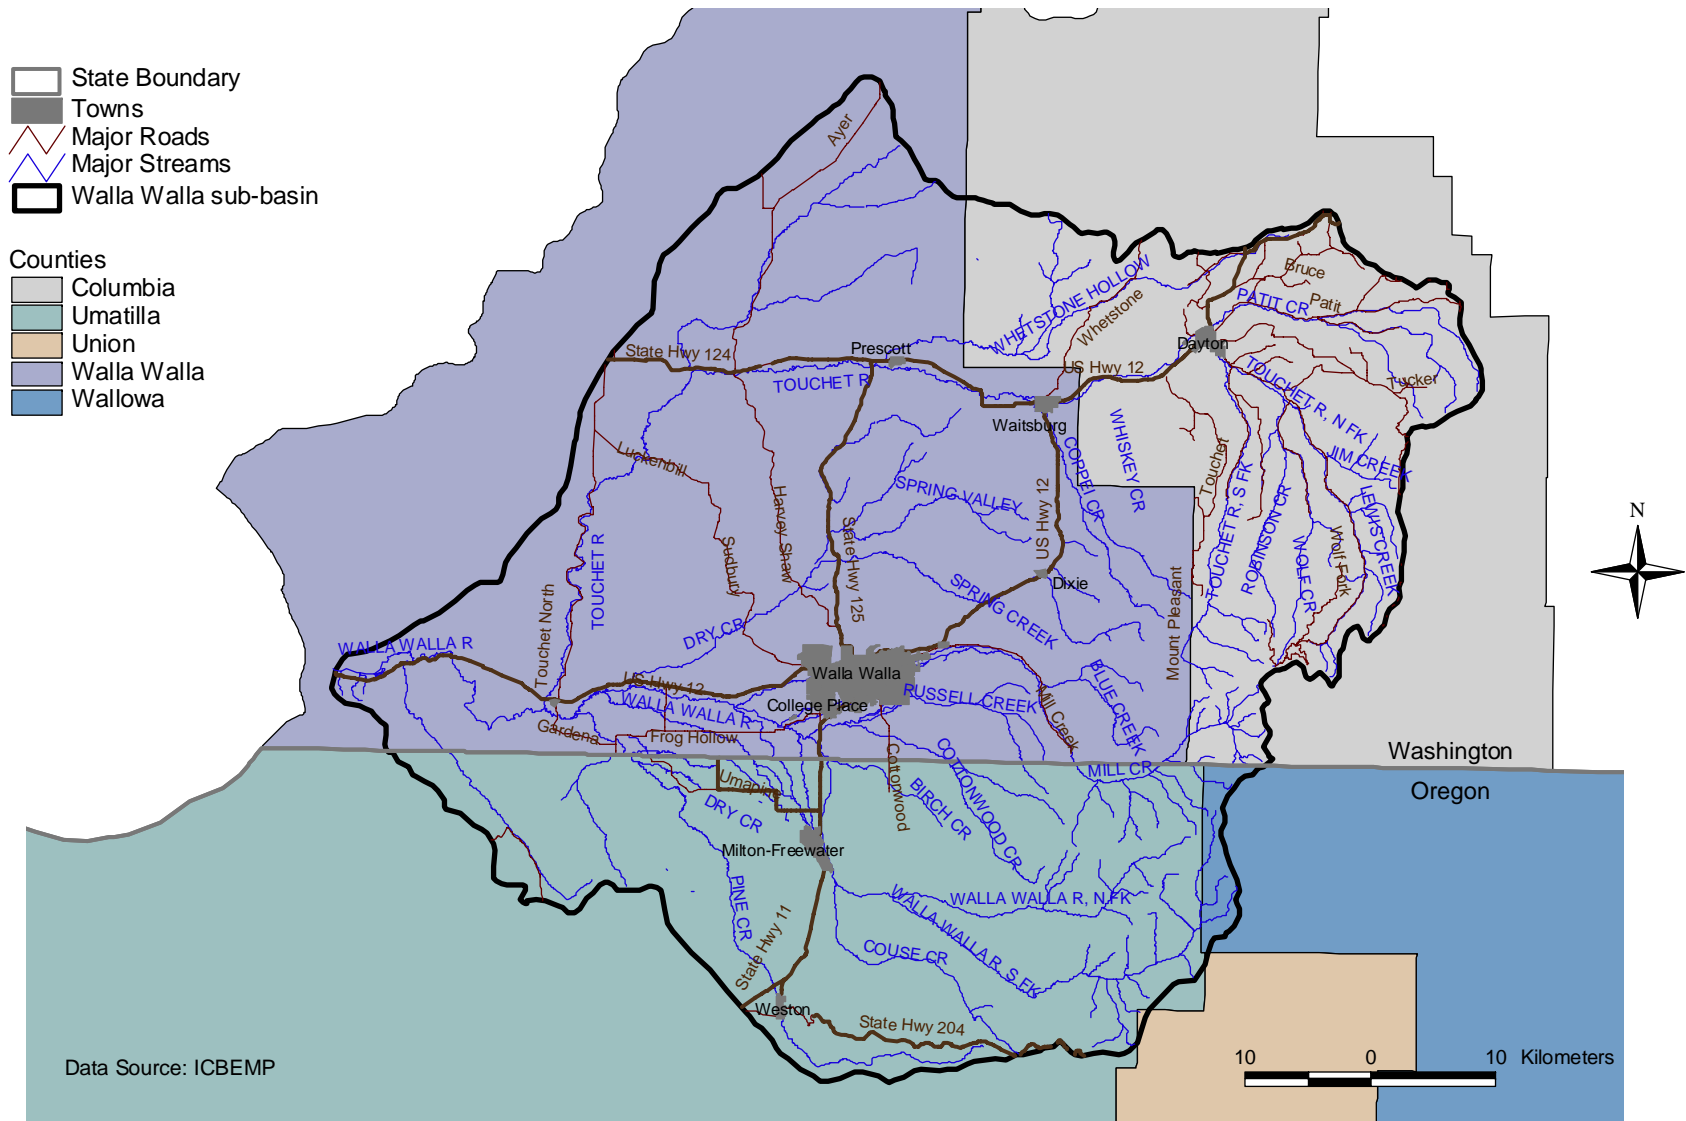 State Boundary
Towns
Major Roads
Major Streams
Walla Walla sub-basin
Counties
Columbia
Umatilla
Union
Walla Walla
Wallowa
Ayer
WHETSTONE HOLLOW
Whetstone
Bruce
PATIT CR
Patit
State Hwy 124
Prescott
Dayton
TOUCHET R
US Hwy 12
TOUCHET R, N FK
Tucker
Waitsburg
WHISKEY CR
COPPEI CR
JIM CREEK
Luckenbill
Harvey Shaw
SPRING VALLEY
US Hwy 12
Touchet
TOUCHET R, S FK
ROBINSON CR
WOLF CR
Wolf Fork
LEWIS CREEK
N
TOUCHET R
Sudbury
State Hwy 125
Dixie
SPRING CREEK
Mount Pleasant
Touchet North
DRY CR
WALLA WALLA R
US Hwy 12
Walla Walla
RUSSELL CREEK
Mill Creek
BLUE CREEK
WALLA WALLA R
College Place
Gardena
Frog Hollow
Cottonwood
COTTONWOOD CR
MILL CR
Washington
Oregon
Umapine
DRY CR
BIRCH CR
Milton-Freewater
PINE CR
WALLA WALLA R, N FK
WALLA WALLA R, S FK
State Hwy 11
COUSE CR
Weston
State Hwy 204
Data Source: ICBEMP
10 0 10 Kilometers